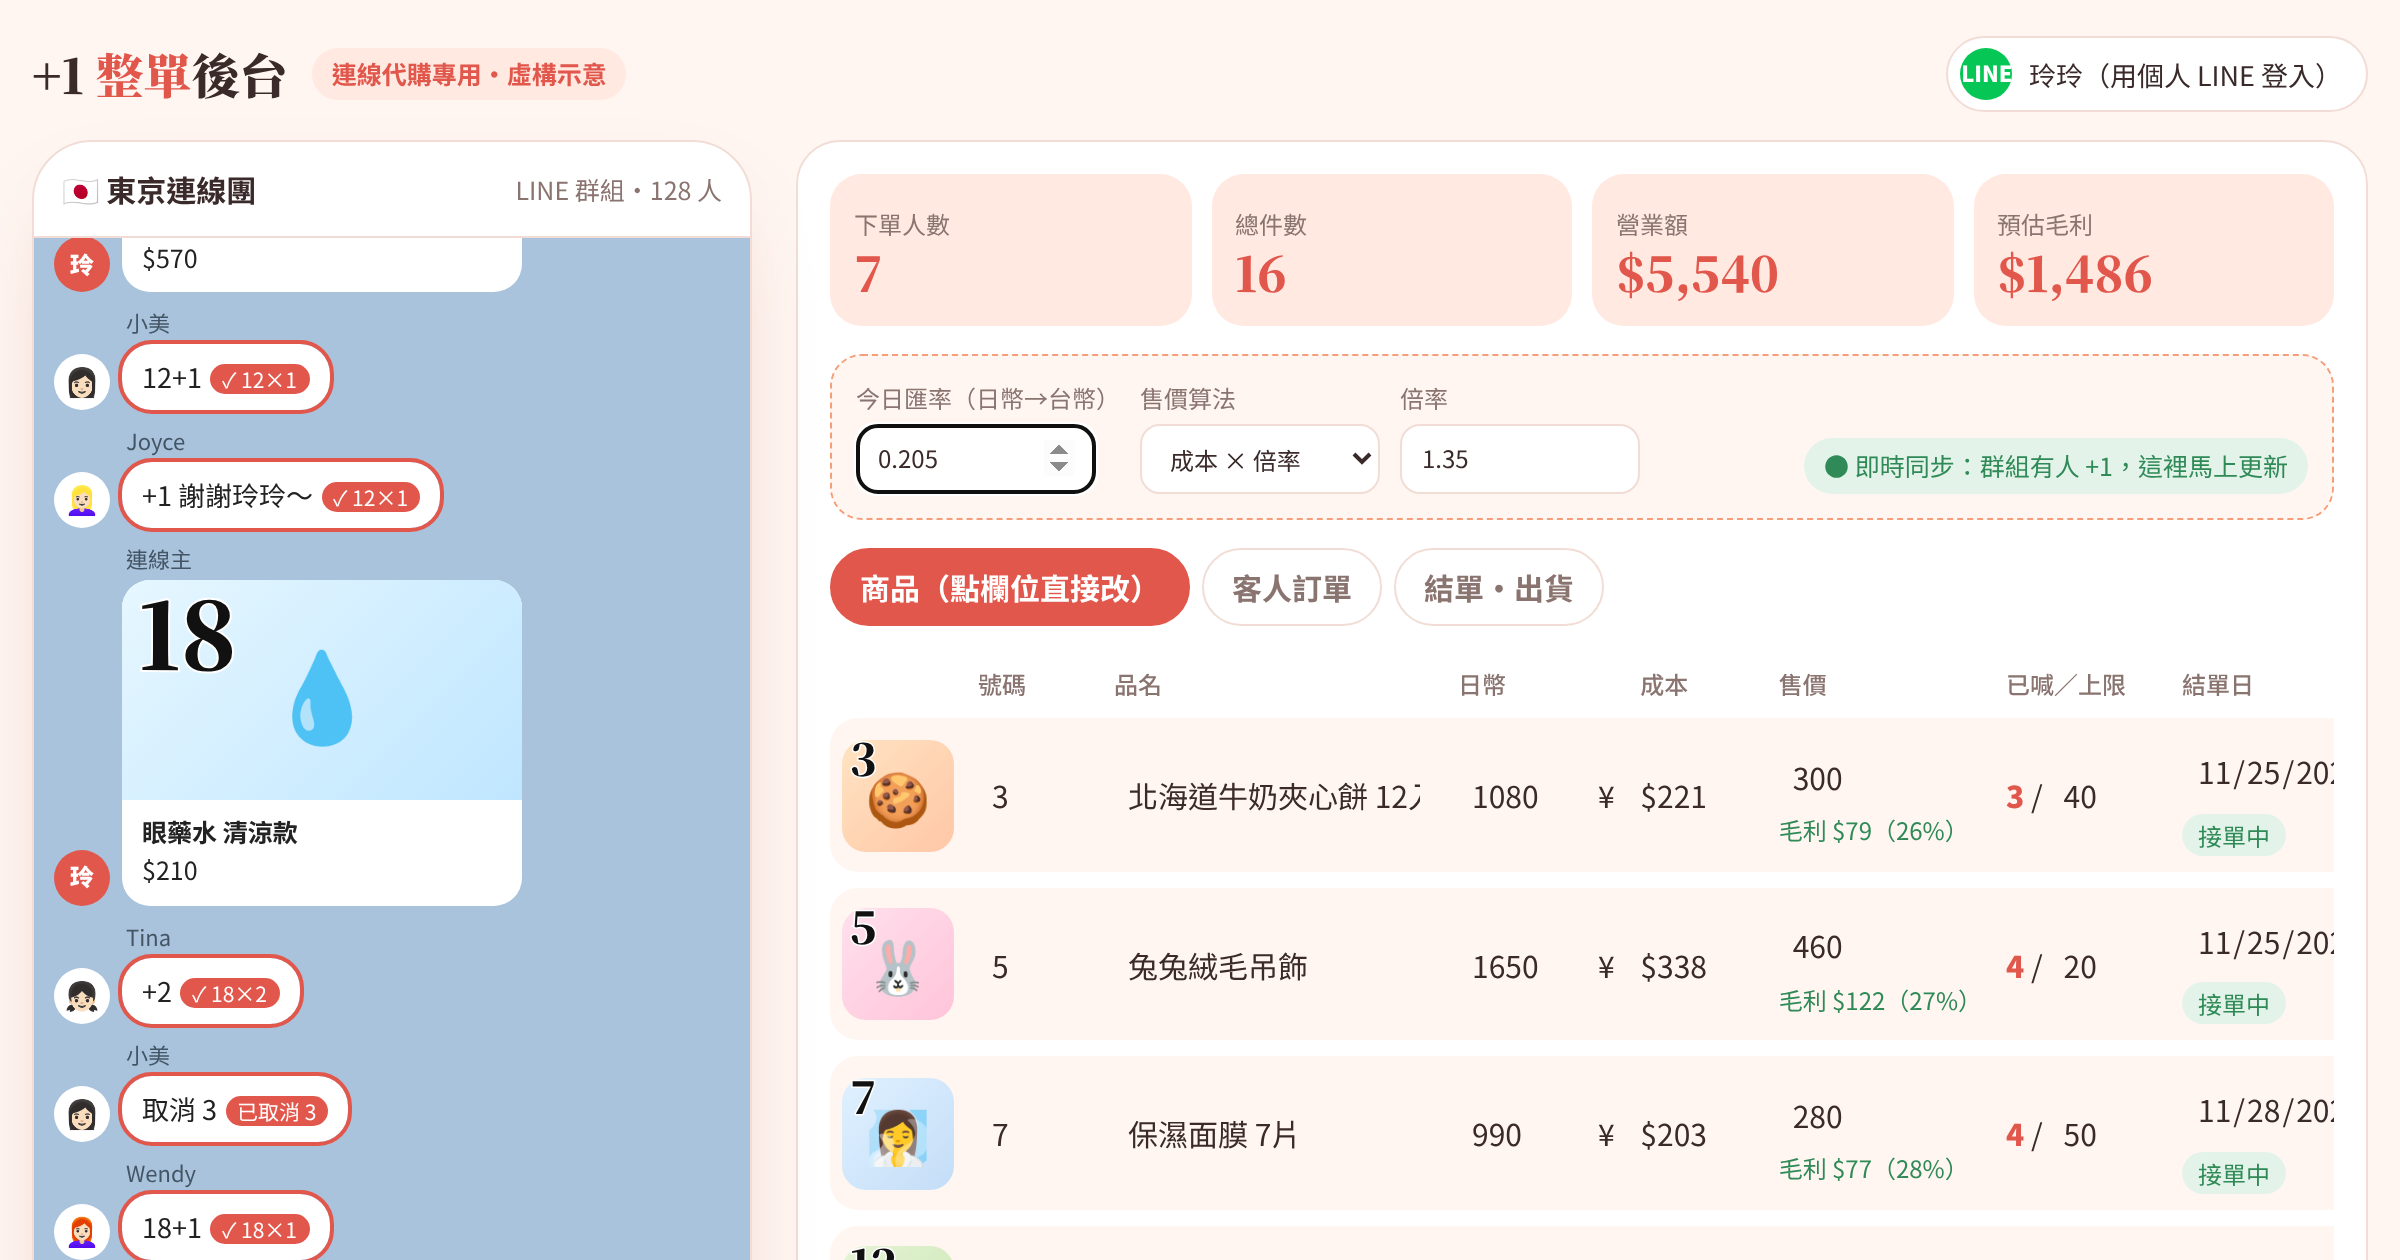 +1 整單後台
連線代購專用・虛構示意
LINE 玲玲（用個人 LINE 登入）
東京連線團
LINE 群組・128 人
$570
玲
小美
12+1 ✓12×1
Joyce
+1 謝謝玲玲～ ✓12×1
連線主
18
眼藥水 清涼款
$210
玲
Tina
+2 ✓18×2
小美
取消 3 已取消 3
Wendy
18+1 ✓18×1
下單人數
7
總件數
16
營業額
$5,540
預估毛利
$1,486
今日匯率（日幣→台幣）
0.205
售價算法
成本 × 倍率
倍率
1.35
即時同步：群組有人 +1，這裡馬上更新
商品（點欄位直接改） 客人訂單 結單・出貨
號碼 品名 日幣 成本 售價 已喊／上限 結單日
3 3 北海道牛奶夾心餅 12 1080 ¥ $221 300 3 / 40 11/25/202
毛利 $79（26%） 接單中
5 5 兔兔絨毛吊飾 1650 ¥ $338 460 4 / 20 11/25/202
毛利 $122（27%） 接單中
7 7 保濕面膜 7片 990 ¥ $203 280 4 / 50 11/28/202
毛利 $77（28%） 接單中
12